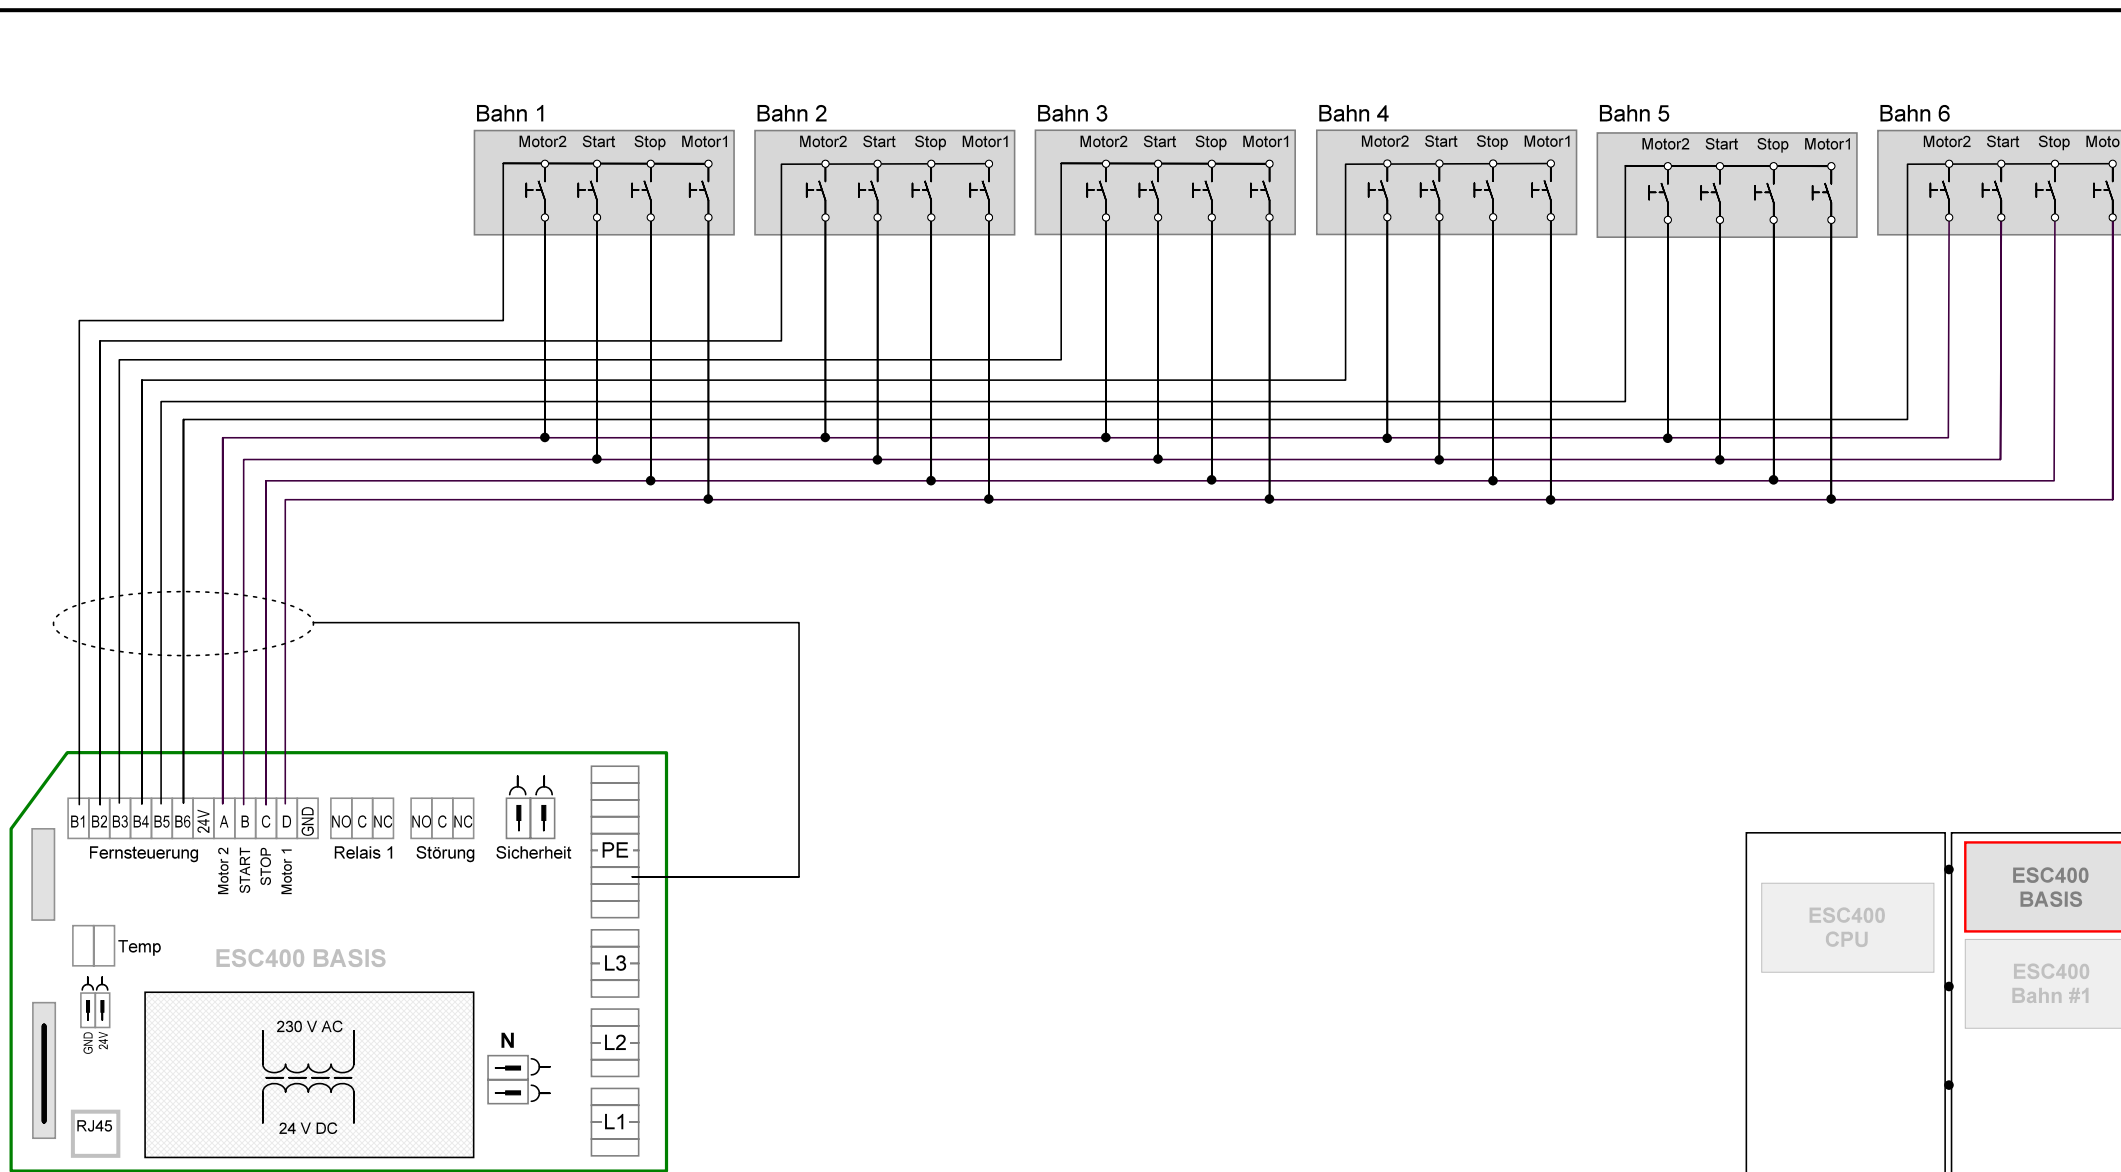 Bahn 1
Bahn 2
Bahn 3
Bahn 4
Bahn 5
Bahn 6
Motor2 Start Stop Motor1
Motor2 Start Stop Motor1
Motor2 Start Stop Motor1
Motor2 Start Stop Motor1
Motor2 Start Stop Motor1
Motor2 Start Stop Moto
B1 B2 B3 B4 B5 B6 24V A B C D GND
NO C NC
NO C NC
Fernsteuerung
Motor 2
START
STOP
Motor 1
Relais 1
Störung
Sicherheit
PE
Temp
ESC400 BASIS
L3
GND
24V
230 V AC
24 V DC
N
L2
L1
RJ45
ESC400
CPU
ESC400
BASIS
ESC400
Bahn #1